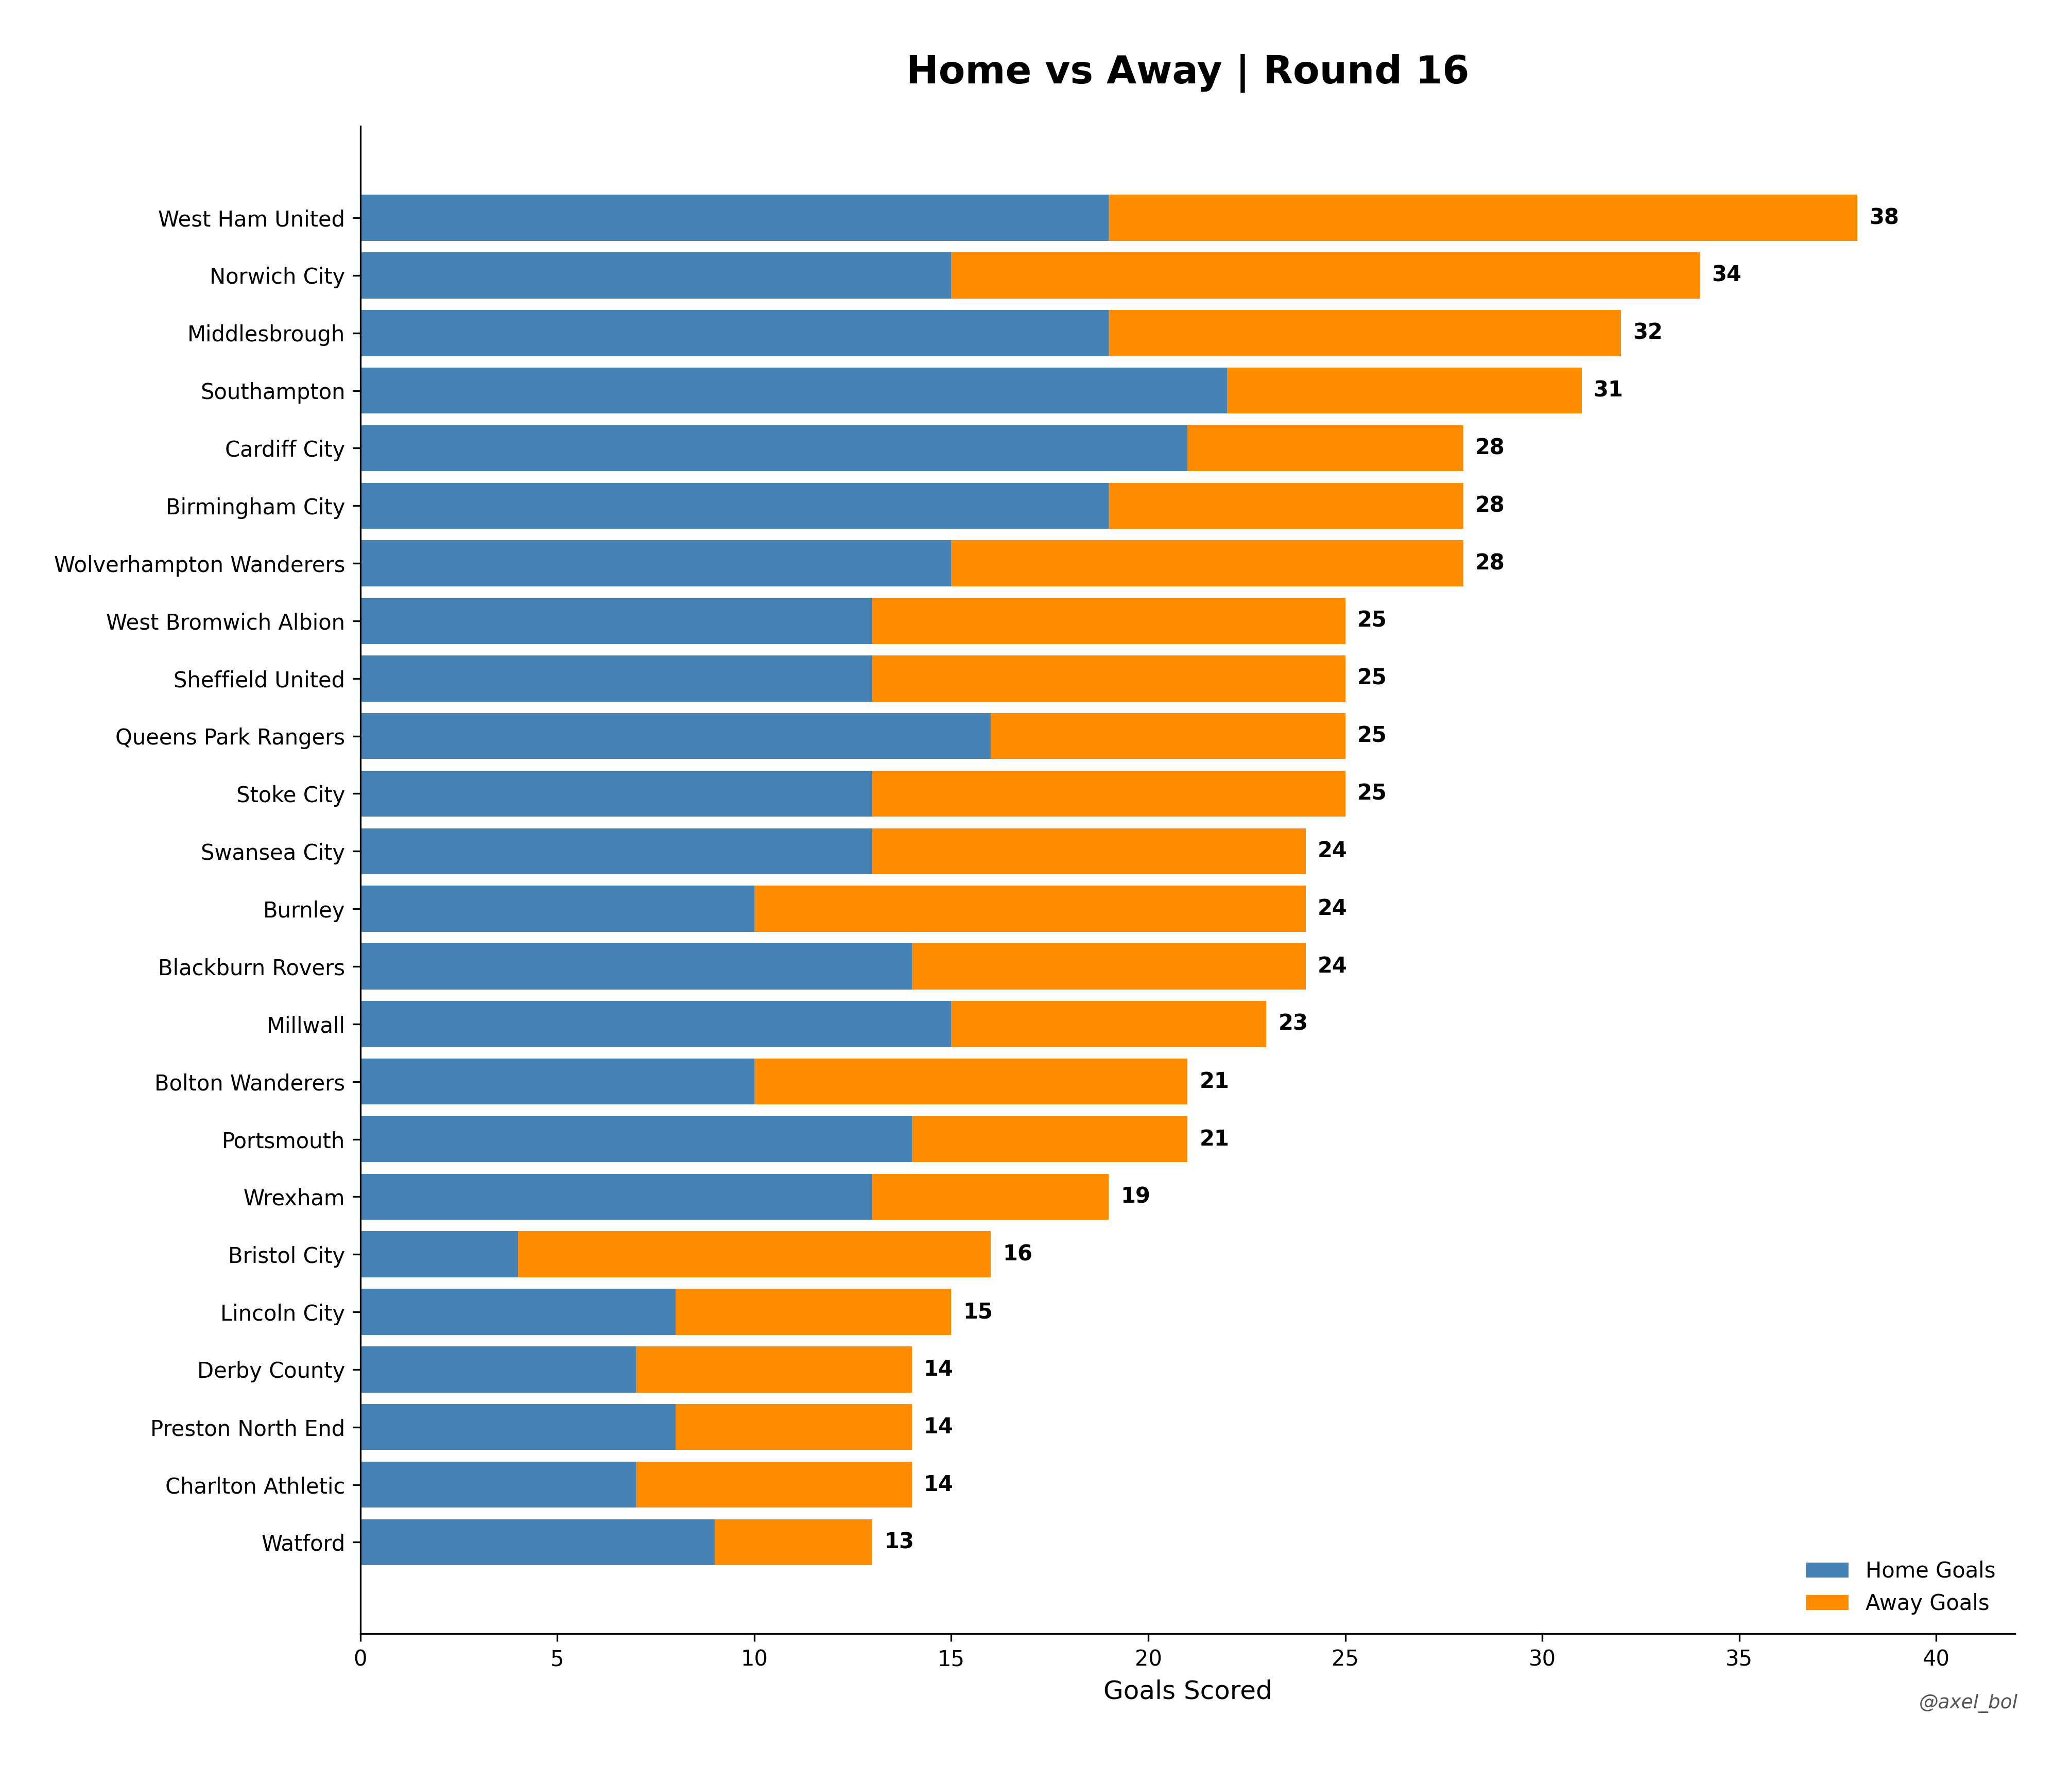 Home vs Away | Round 16
West Ham United 38
Norwich City 34
Middlesbrough 32
Southampton 31
Cardiff City 28
Birmingham City 28
Wolverhampton Wanderers 28
West Bromwich Albion 25
Sheffield United 25
Queens Park Rangers 25
Stoke City 25
Swansea City 24
Burnley 24
Blackburn Rovers 24
Millwall 23
Bolton Wanderers 21
Portsmouth 21
Wrexham 19
Bristol City 16
Lincoln City 15
Derby County 14
Preston North End 14
Charlton Athletic 14
Watford 13
Home Goals
Away Goals
0 5 10 15 20 25 30 35 40
Goals Scored
@axel_bol